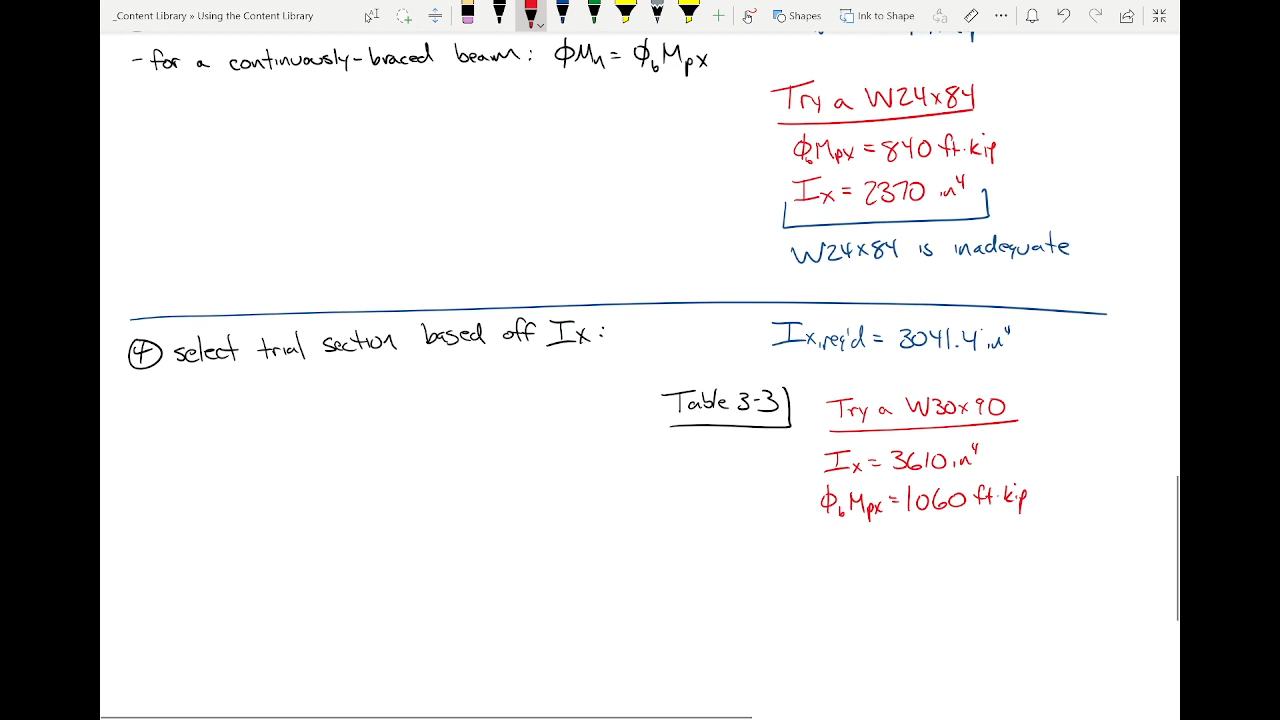 _Content Library » Using the Content Library
Shapes
Ink to Shape
- for a continuously-braced beam: ϕMn = ϕbMpx
Try a W24x84
ϕbMpx = 840 ft·kip
Ix = 2370 in⁴
W24x84 is inadequate
④ select trial section based off Ix:
Ix,req'd = 3041.4 in⁴
Table 3-3
Try a W30x90
Ix = 3610 in⁴
ϕbMpx = 1060 ft·kip